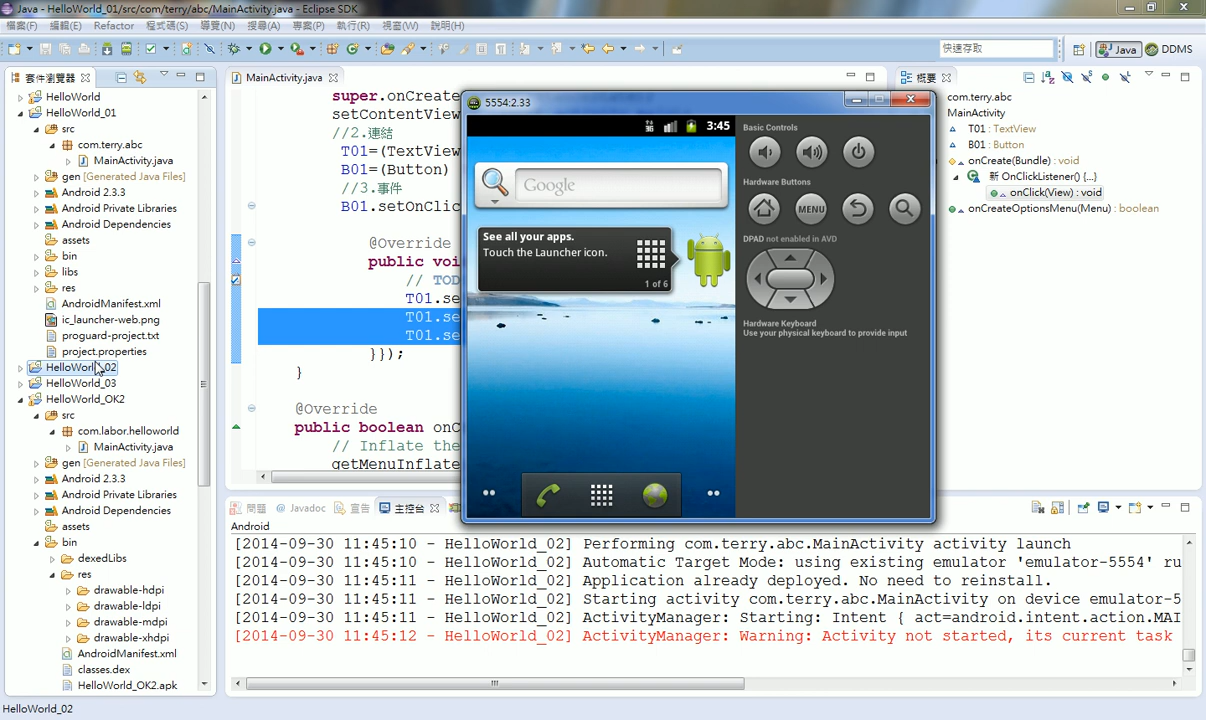 Java - HelloWorld_01/src/com/terry/abc/MainActivity.java - Eclipse SDK
檔案(F) 編輯(E) Refactor 程式碼(S) 導覽(N) 搜尋(A) 專案(P) 執行(R) 視窗(W) 說明(H)
快速存取
Java
DDMS
套件瀏覽器
HelloWorld
HelloWorld_01
src
com.terry.abc
MainActivity.java
gen [Generated Java Files]
Android 2.3.3
Android Private Libraries
Android Dependencies
assets
bin
libs
res
AndroidManifest.xml
ic_launcher-web.png
proguard-project.txt
project.properties
HelloWorld_02
HelloWorld_03
HelloWorld_OK2
src
com.labor.helloworld
MainActivity.java
gen [Generated Java Files]
Android 2.3.3
Android Private Libraries
Android Dependencies
assets
bin
dexedLibs
res
drawable-hdpi
drawable-ldpi
drawable-mdpi
drawable-xhdpi
AndroidManifest.xml
classes.dex
HelloWorld_OK2.apk
MainActivity.java
super.onCreate
setContentView
//2.連結
T01=(TextView
B01=(Button)
//3.事件
B01.setOnClic
@Override
public voi
// TOD
T01.se
T01.se
T01.se
}});
}
@Override
public boolean onC
// Inflate the
getMenuInflate
5554:2.33
3G
3:45
Google
See all your apps.
Touch the Launcher icon.
1 of 6
Basic Controls
Hardware Buttons
MENU
DPAD not enabled in AVD
Hardware Keyboard
Use your physical keyboard to provide input
概要
com.terry.abc
MainActivity
T01 : TextView
B01 : Button
onCreate(Bundle) : void
新 OnClickListener() {...}
onClick(View) : void
onCreateOptionsMenu(Menu) : boolean
問題 @ Javadoc 宣告 主控台
Android
[2014-09-30 11:45:10 - HelloWorld_02] Performing com.terry.abc.MainActivity activity launch
[2014-09-30 11:45:10 - HelloWorld_02] Automatic Target Mode: using existing emulator 'emulator-5554' ru
[2014-09-30 11:45:11 - HelloWorld_02] Application already deployed. No need to reinstall.
[2014-09-30 11:45:11 - HelloWorld_02] Starting activity com.terry.abc.MainActivity on device emulator-5
[2014-09-30 11:45:11 - HelloWorld_02] ActivityManager: Starting: Intent { act=android.intent.action.MAI
[2014-09-30 11:45:12 - HelloWorld_02] ActivityManager: Warning: Activity not started, its current task
HelloWorld_02